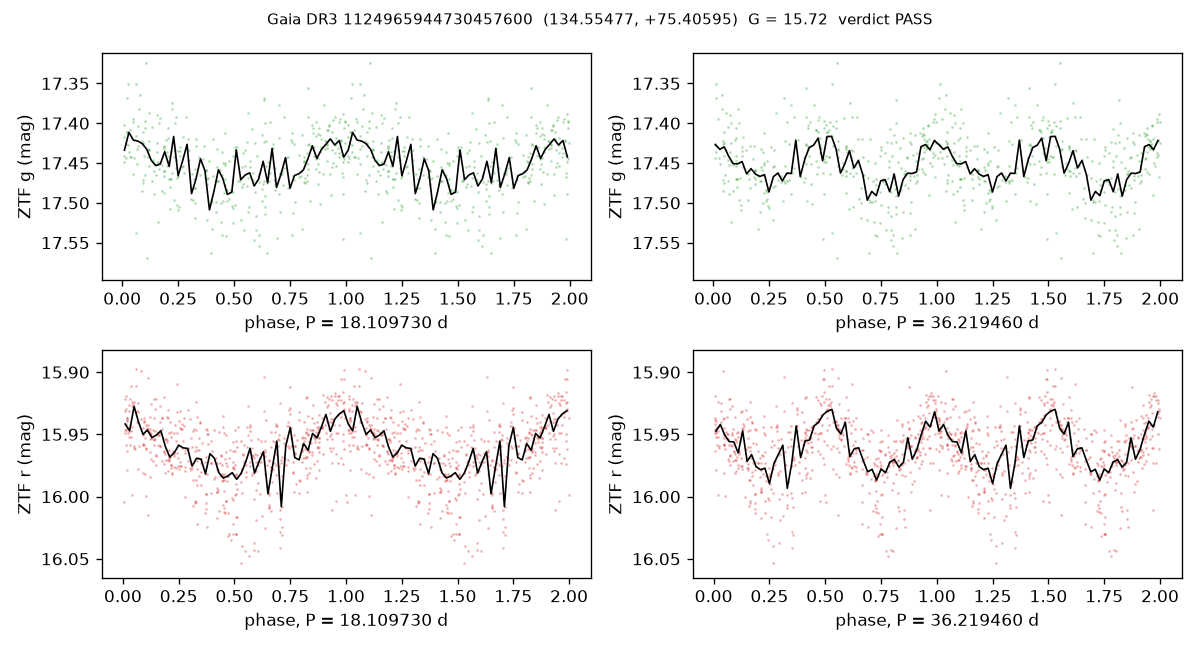 Gaia DR3 1124965944730457600 (134.55477, +75.40595) G = 15.72 verdict PASS
ZTF g (mag)
17.35
17.40
17.45
17.50
17.55
0.00 0.25 0.50 0.75 1.00 1.25 1.50 1.75 2.00
phase, P = 18.109730 d
ZTF g (mag)
17.35
17.40
17.45
17.50
17.55
0.00 0.25 0.50 0.75 1.00 1.25 1.50 1.75 2.00
phase, P = 36.219460 d
ZTF r (mag)
15.90
15.95
16.00
16.05
0.00 0.25 0.50 0.75 1.00 1.25 1.50 1.75 2.00
phase, P = 18.109730 d
ZTF r (mag)
15.90
15.95
16.00
16.05
0.00 0.25 0.50 0.75 1.00 1.25 1.50 1.75 2.00
phase, P = 36.219460 d